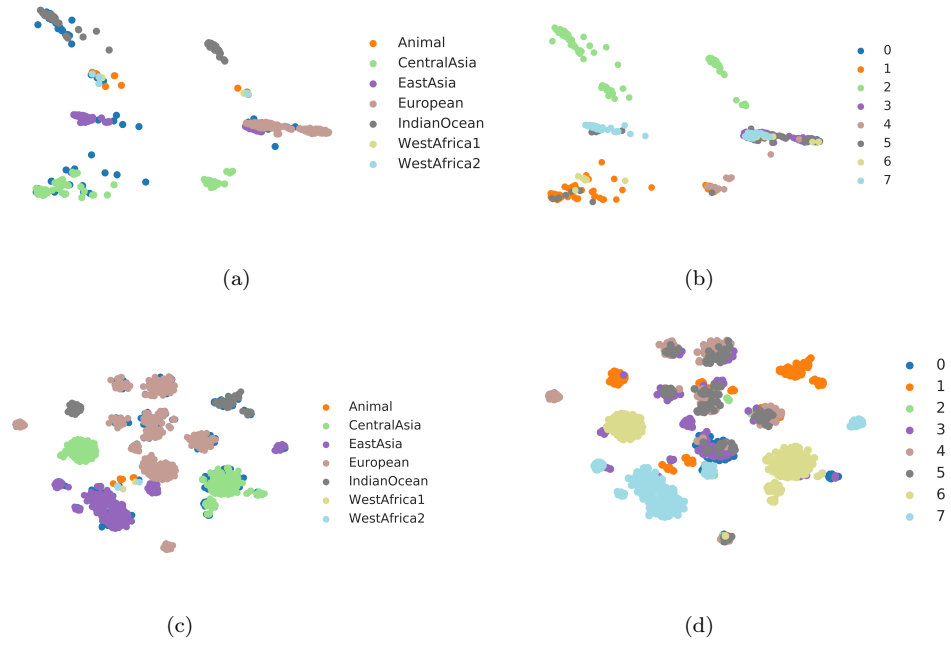 Animal
CentralAsia
EastAsia
European
IndianOcean
WestAfrica1
WestAfrica2
0
1
2
3
4
5
6
7
(a)
(b)
Animal
CentralAsia
EastAsia
European
IndianOcean
WestAfrica1
WestAfrica2
0
1
2
3
4
5
6
7
(c)
(d)